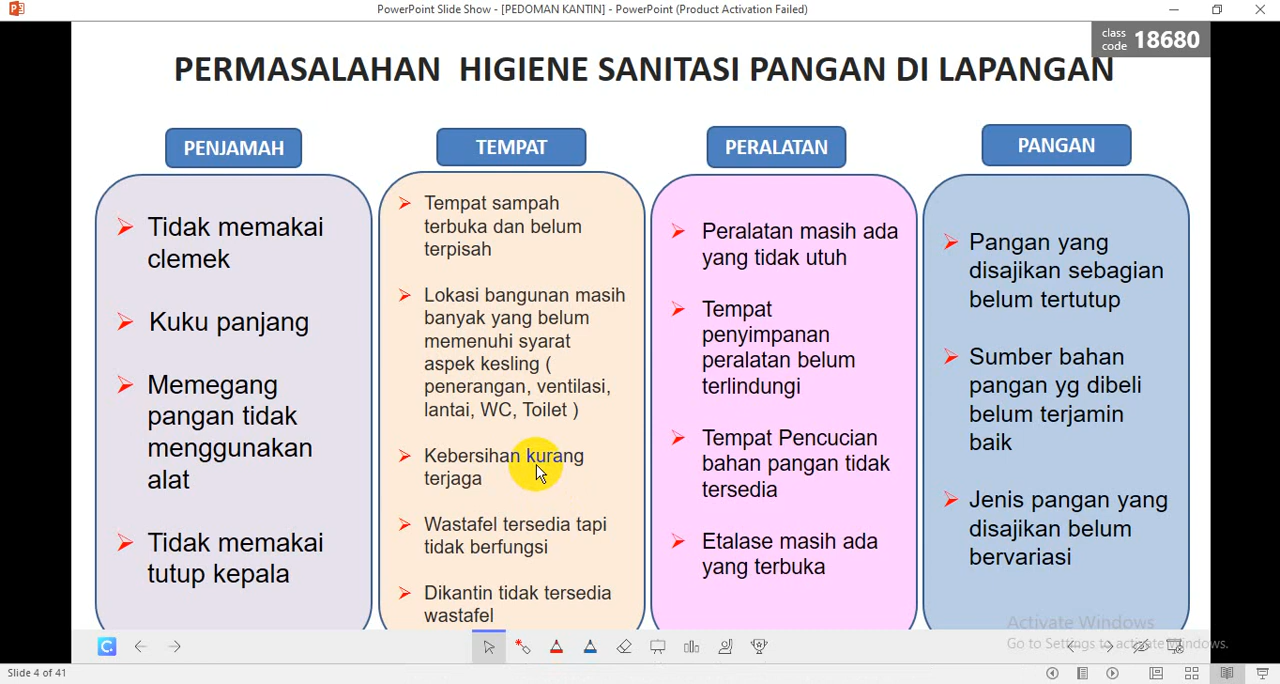 PowerPoint Slide Show - [PEDOMAN KANTIN] - PowerPoint (Product Activation Failed)
class
code 18680
PERMASALAHAN HIGIENE SANITASI PANGAN DI LAPANGAN
PENJAMAH
Tidak memakai
clemek
Kuku panjang
Memegang
pangan tidak
menggunakan
alat
Tidak memakai
tutup kepala
TEMPAT
Tempat sampah
terbuka dan belum
terpisah
Lokasi bangunan masih
banyak yang belum
memenuhi syarat
aspek kesling (
penerangan, ventilasi,
lantai, WC, Toilet )
Kebersihan kurang
terjaga
Wastafel tersedia tapi
tidak berfungsi
Dikantin tidak tersedia
wastafel
PERALATAN
Peralatan masih ada
yang tidak utuh
Tempat
penyimpanan
peralatan belum
terlindungi
Tempat Pencucian
bahan pangan tidak
tersedia
Etalase masih ada
yang terbuka
PANGAN
Pangan yang
disajikan sebagian
belum tertutup
Sumber bahan
pangan yg dibeli
belum terjamin
baik
Jenis pangan yang
disajikan belum
bervariasi
Activate Windows
Go to Settings to activate Windows.
Slide 4 of 41